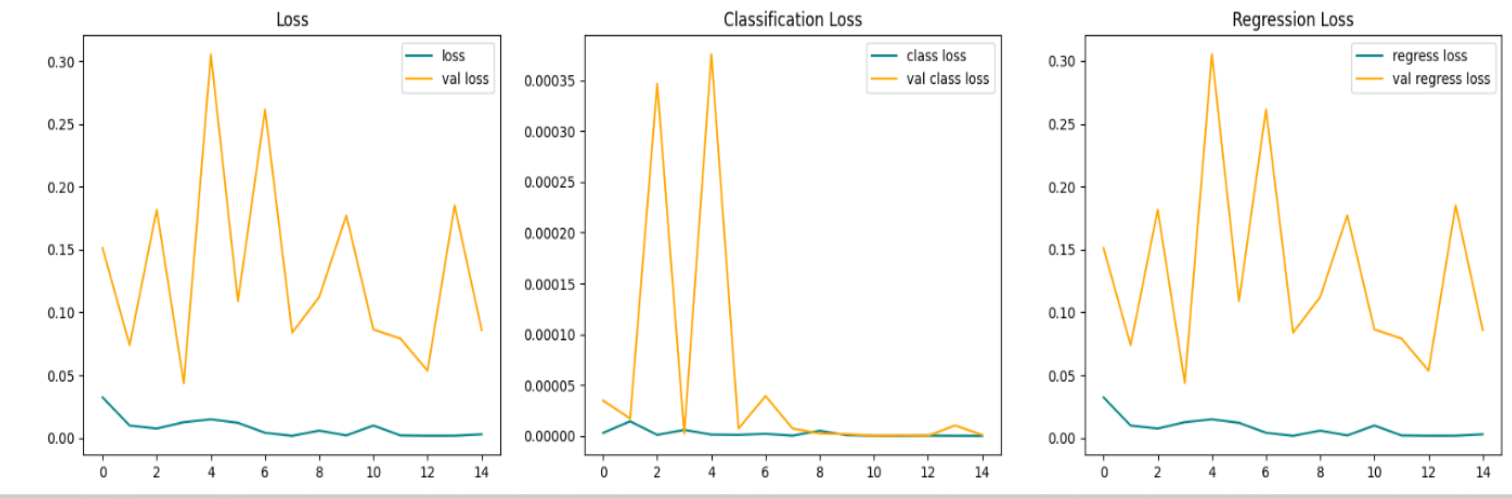 Loss
loss
val loss
0.30
0.25
0.20
0.15
0.10
0.05
0.00
0 2 4 6 8 10 12 14
Classification Loss
class loss
val class loss
0.00035
0.00030
0.00025
0.00020
0.00015
0.00010
0.00005
0.00000
0 2 4 6 8 10 12 14
Regression Loss
regress loss
val regress loss
0.30
0.25
0.20
0.15
0.10
0.05
0.00
0 2 4 6 8 10 12 14